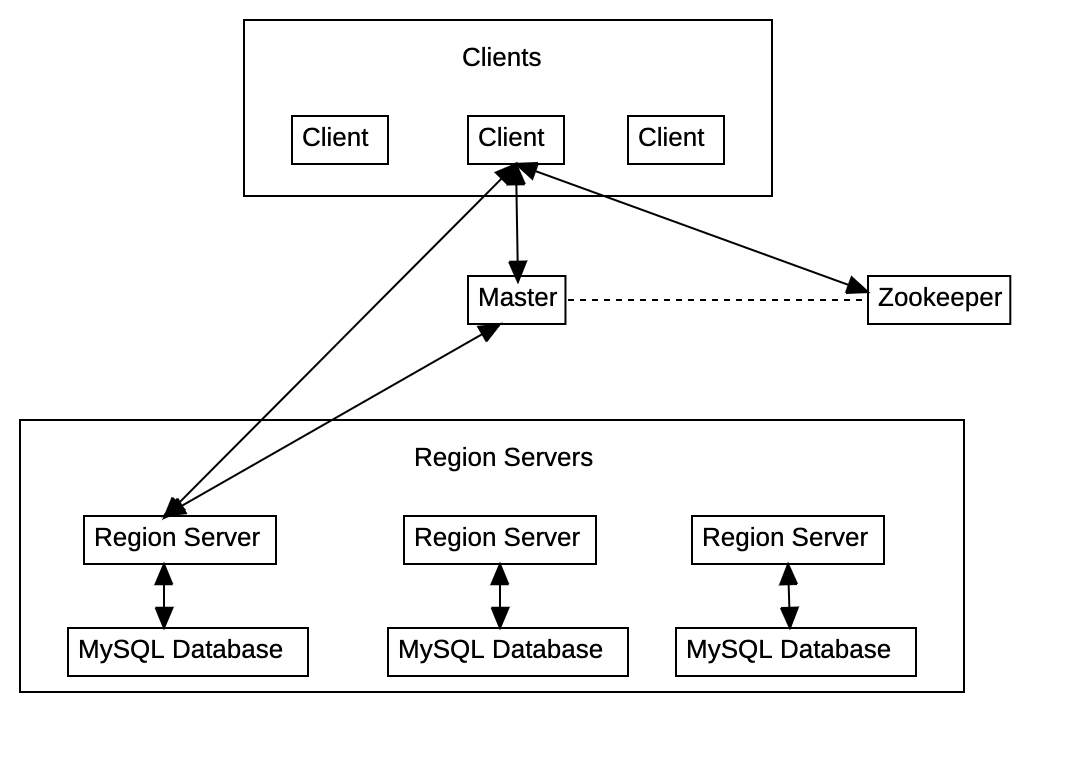 Clients
Client
Client
Client
Master
Zookeeper
Region Servers
Region Server
Region Server
Region Server
MySQL Database
MySQL Database
MySQL Database